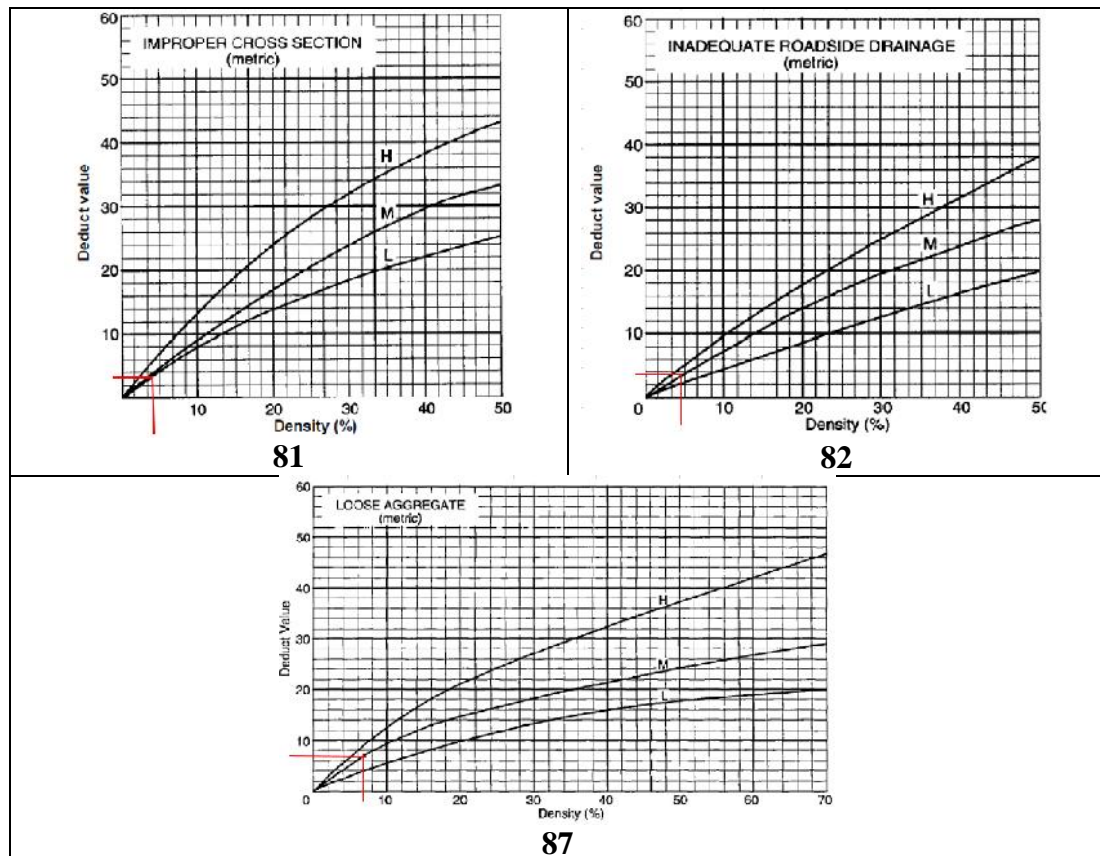 60
IMPROPER CROSS SECTION
(metric)
50
40
H
30
M
20
L
10
10 20 30 40 50
Deduct value
Density (%)
81
60
INADEQUATE ROADSIDE DRAINAGE
(metric)
50
40
30
H
M
20
L
10
0 10 20 30 40 50
Deduct value
Density (%)
82
60
LOOSE AGGREGATE
(metric)
50
40
H
30
M
20
L
10
0 10 20 30 40 50 60 70
Deduct Value
Density (%)
87